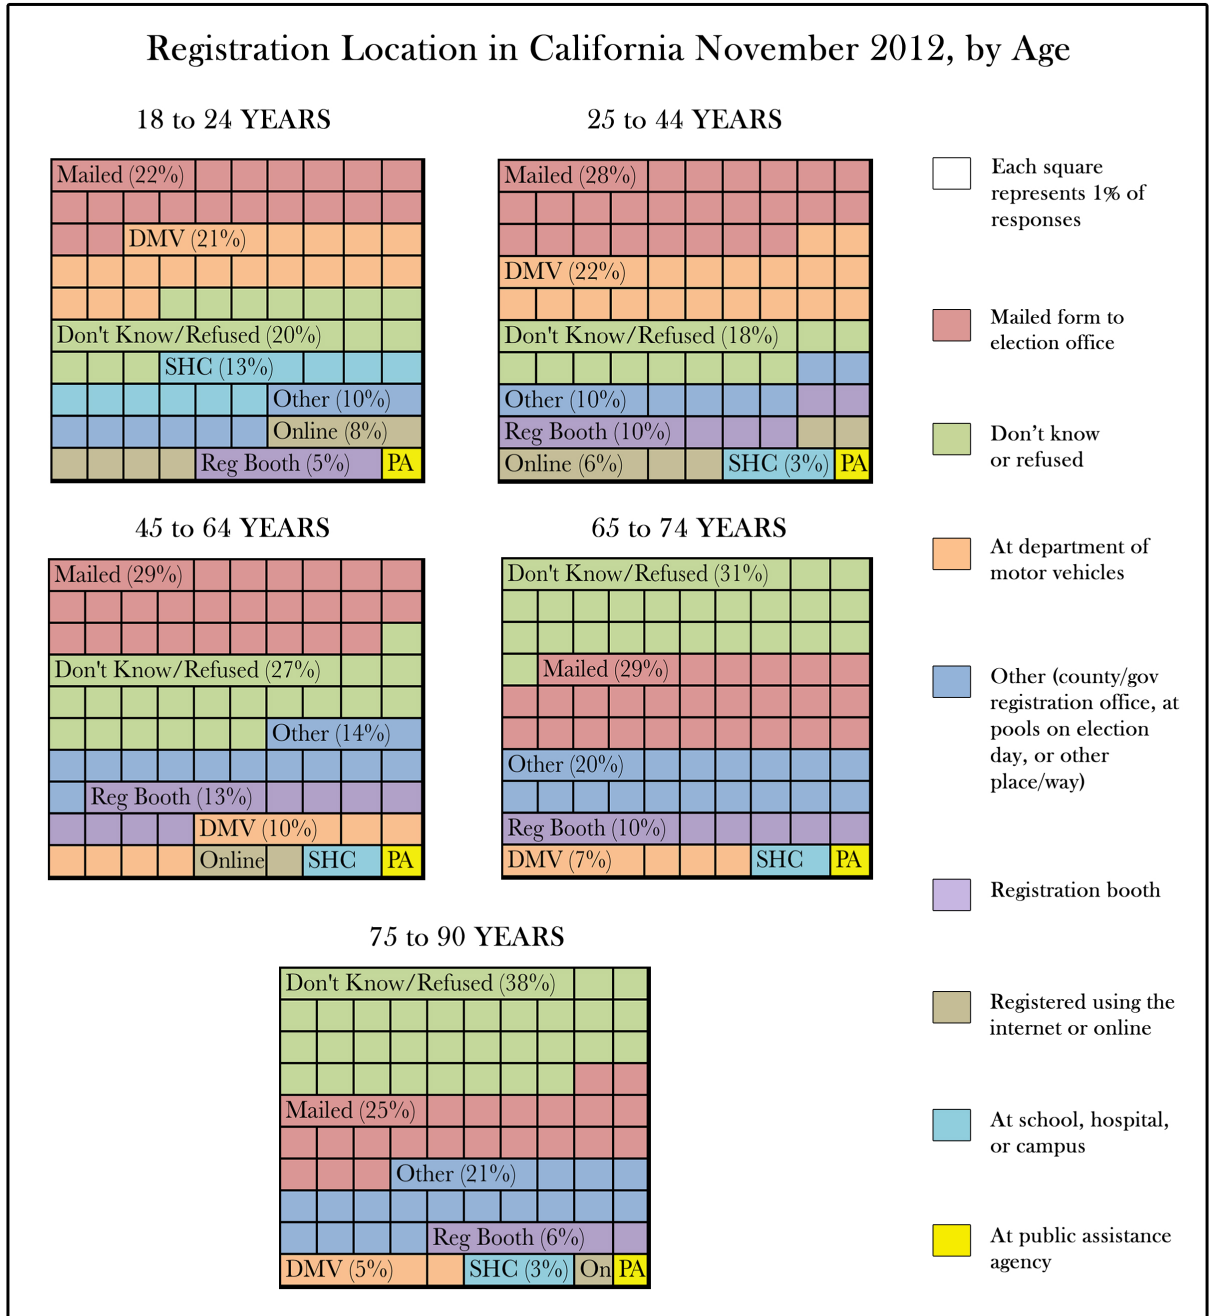 Registration Location in California November 2012, by Age
18 to 24 YEARS
Mailed (22%)
DMV (21%)
Don't Know/Refused (20%)
SHC (13%)
Other (10%)
Online (8%)
Reg Booth (5%)
PA
25 to 44 YEARS
Mailed (28%)
DMV (22%)
Don't Know/Refused (18%)
Other (10%)
Reg Booth (10%)
Online (6%)
SHC (3%)
PA
45 to 64 YEARS
Mailed (29%)
Don't Know/Refused (27%)
Other (14%)
Reg Booth (13%)
DMV (10%)
Online
SHC
PA
65 to 74 YEARS
Don't Know/Refused (31%)
Mailed (29%)
Other (20%)
Reg Booth (10%)
DMV (7%)
SHC
PA
75 to 90 YEARS
Don't Know/Refused (38%)
Mailed (25%)
Other (21%)
Reg Booth (6%)
DMV (5%)
SHC (3%)
On
PA
Each square
represents 1% of
responses
Mailed form to
election office
Don't know
or refused
At department of
motor vehicles
Other (county/gov
registration office, at
pools on election
day, or other
place/way)
Registration booth
Registered using the
internet or online
At school, hospital,
or campus
At public assistance
agency